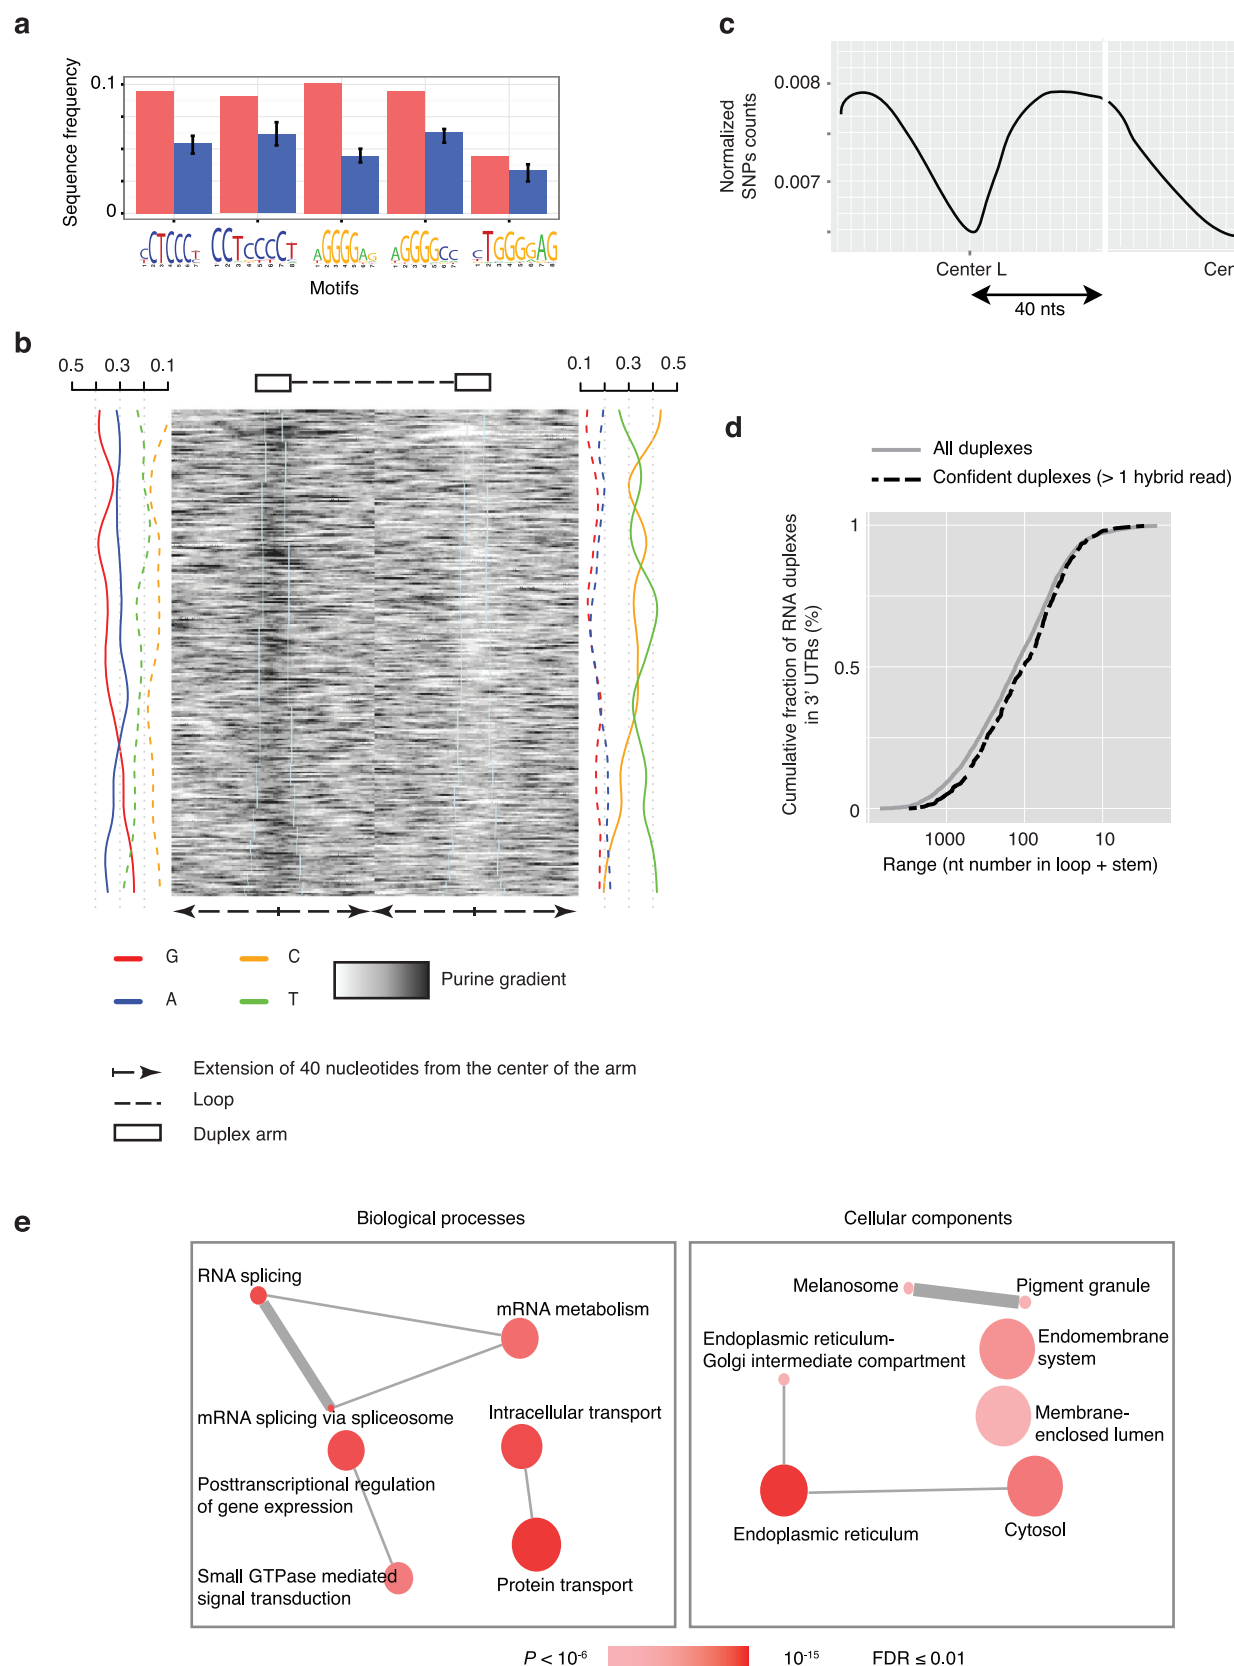 a
Sequence frequency
0.1
0
CCTCCCT
CCTCCCCT
AGGGGAG
AGGGGCC
CTGGGGAG
Motifs
c
Normalized
SNPs counts
0.008
0.007
Center L
Cen
40 nts
b
0.5 0.3 0.1
0.1 0.3 0.5
G
C
A
T
Purine gradient
Extension of 40 nucleotides from the center of the arm
Loop
Duplex arm
d
All duplexes
Confident duplexes (> 1 hybrid read)
Cumulative fraction of RNA duplexes
in 3' UTRs (%)
1
0.5
0
1000 100 10
Range (nt number in loop + stem)
e
Biological processes
RNA splicing
mRNA metabolism
mRNA splicing via spliceosome
Intracellular transport
Posttranscriptional regulation
of gene expression
Small GTPase mediated
signal transduction
Protein transport
Cellular components
Melanosome
Pigment granule
Endoplasmic reticulum-
Golgi intermediate compartment
Endomembrane
system
Membrane-
enclosed lumen
Endoplasmic reticulum
Cytosol
P < 10⁻⁶ 10⁻¹⁵ FDR ≤ 0.01